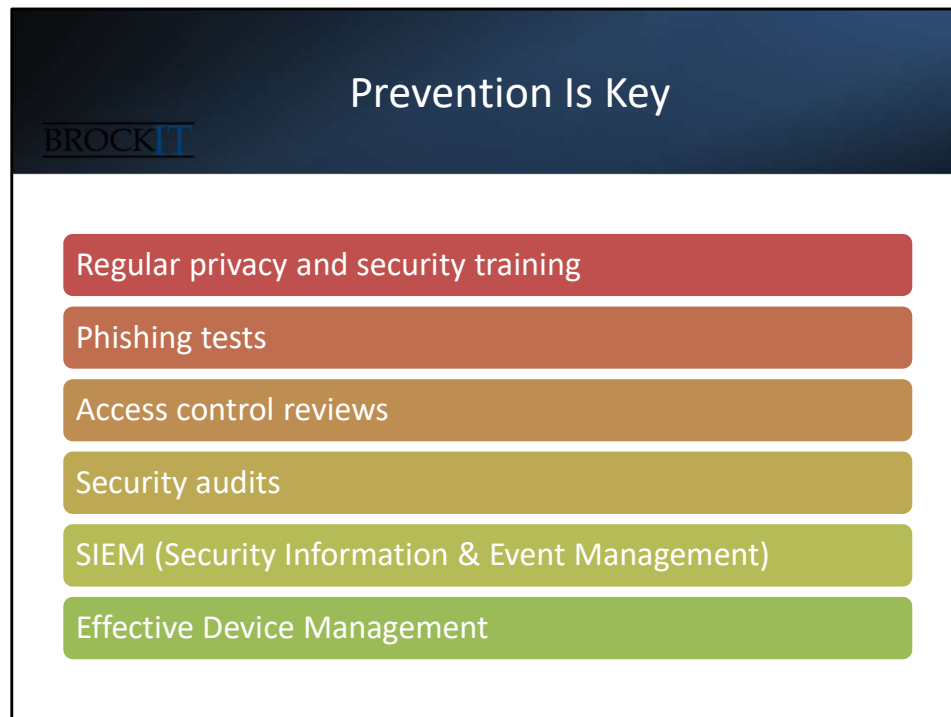 Prevention Is Key
BROCKIT
Regular privacy and security training
Phishing tests
Access control reviews
Security audits
SIEM (Security Information & Event Management)
Effective Device Management